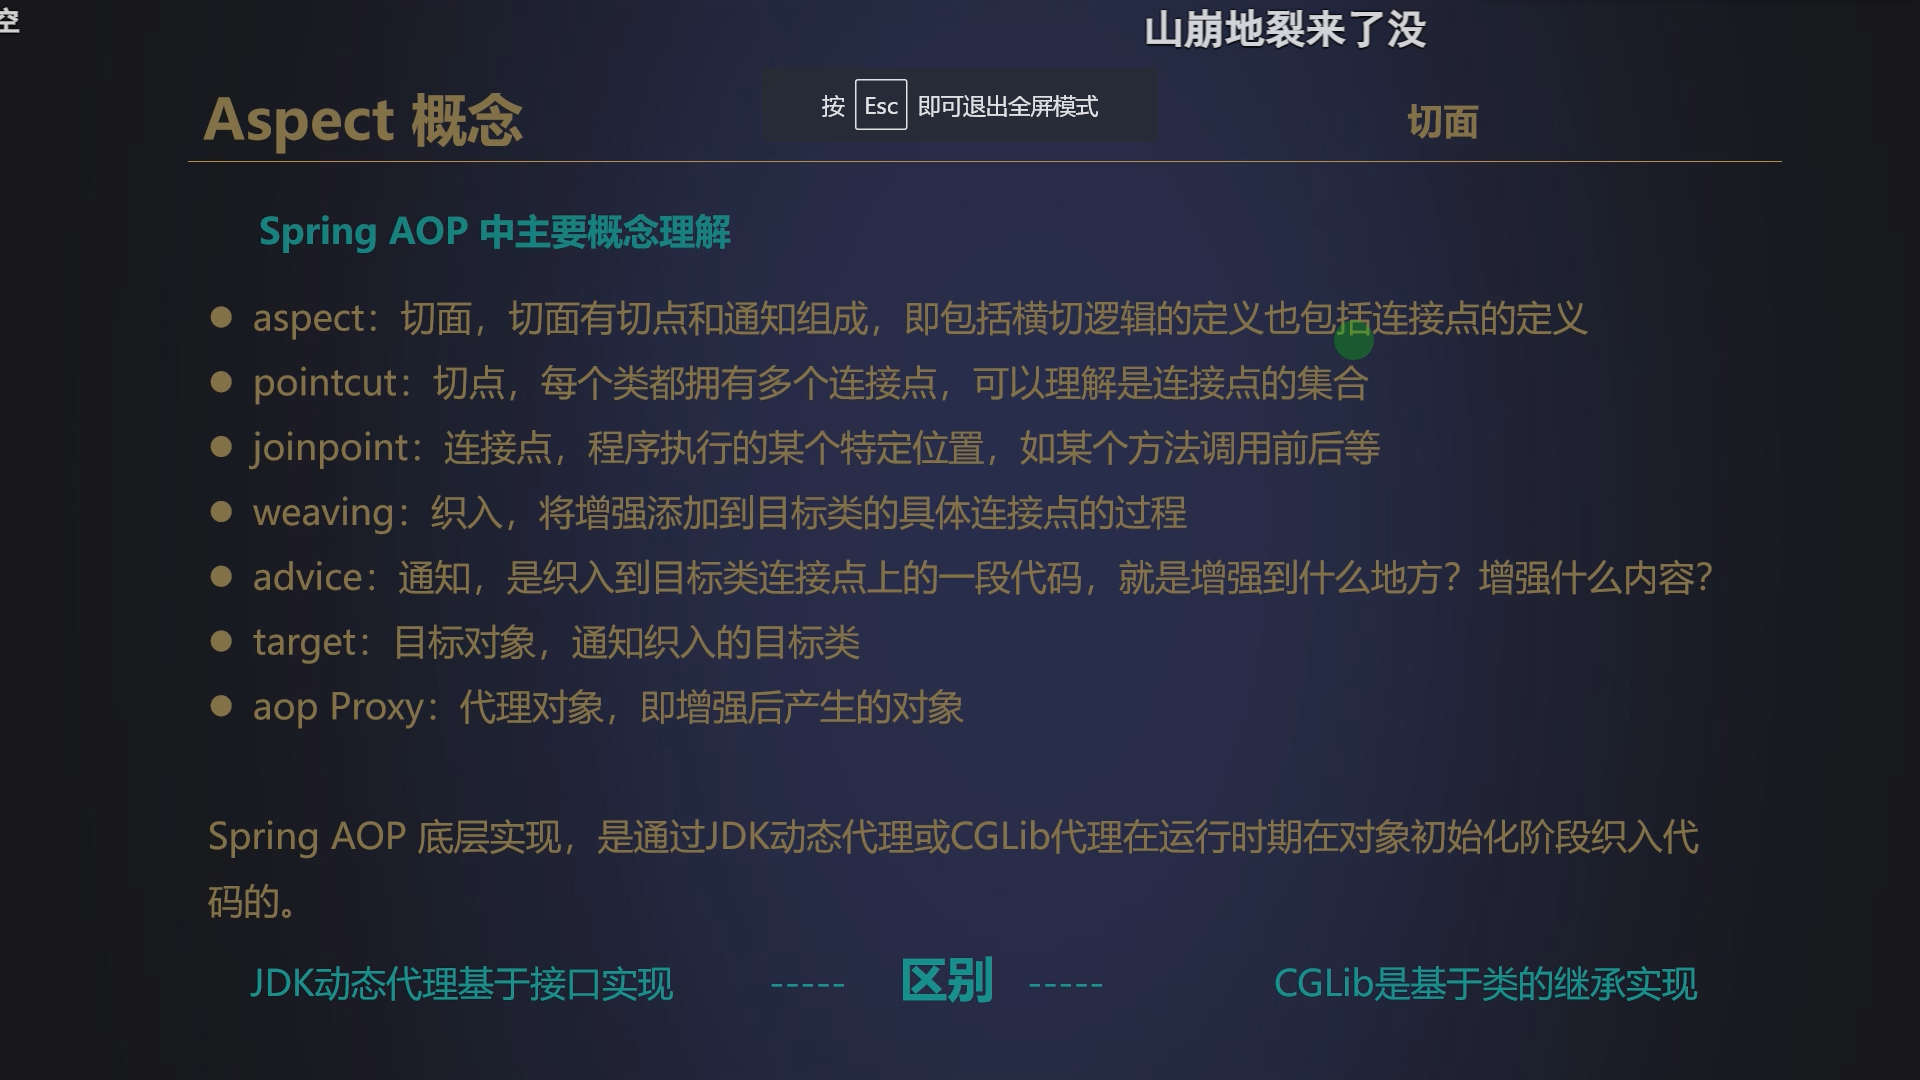 空
山崩地裂来了没
Aspect 概念
按 Esc 即可退出全屏模式
切面
Spring AOP 中主要概念理解
● aspect：切面，切面有切点和通知组成，即包括横切逻辑的定义也包括连接点的定义
● pointcut：切点，每个类都拥有多个连接点，可以理解是连接点的集合
● joinpoint：连接点，程序执行的某个特定位置，如某个方法调用前后等
● weaving：织入，将增强添加到目标类的具体连接点的过程
● advice：通知，是织入到目标类连接点上的一段代码，就是增强到什么地方？增强什么内容？
● target：目标对象，通知织入的目标类
● aop Proxy：代理对象，即增强后产生的对象
Spring AOP 底层实现，是通过JDK动态代理或CGLib代理在运行时期在对象初始化阶段织入代
码的。
JDK动态代理基于接口实现 ----- 区别 ----- CGLib是基于类的继承实现